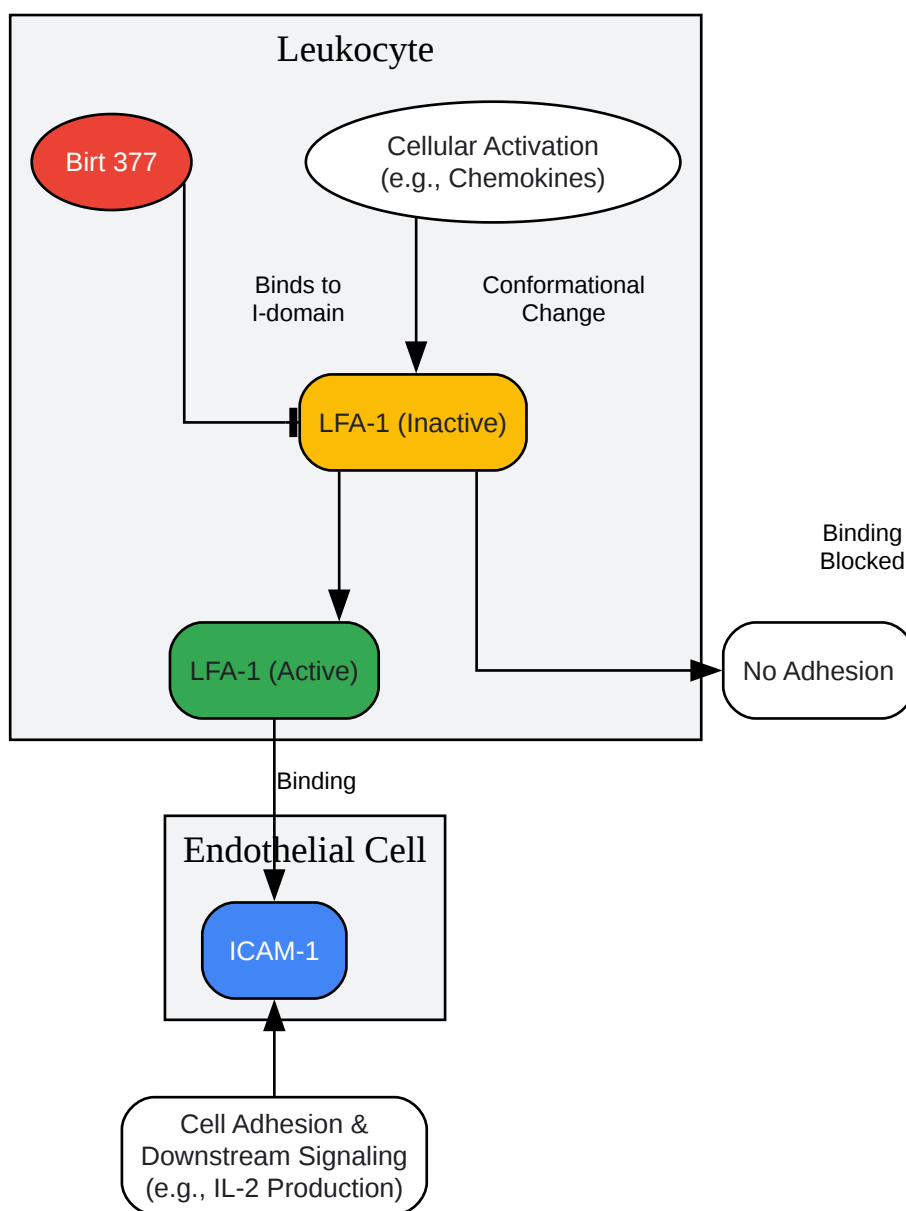 Leukocyte
Birt 377
Cellular Activation
(e.g., Chemokines)
Binds to
I-domain
Conformational
Change
LFA-1 (Inactive)
Binding
Blocked
LFA-1 (Active)
No Adhesion
Binding
Endothelial Cell
ICAM-1
Cell Adhesion &
Downstream Signaling
(e.g., IL-2 Production)